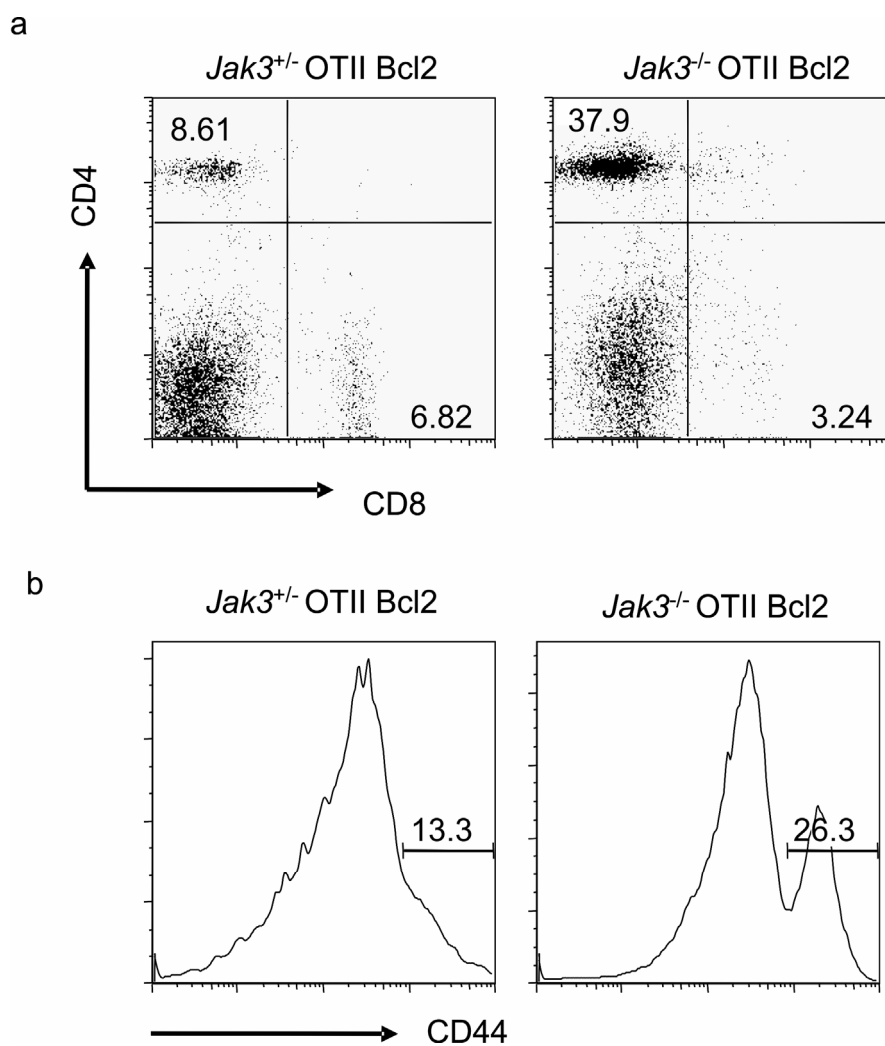 a
Jak3+/- OTII Bcl2
Jak3-/- OTII Bcl2
8.61
37.9
CD4
6.82
3.24
CD8
b
Jak3+/- OTII Bcl2
Jak3-/- OTII Bcl2
13.3
26.3
CD44